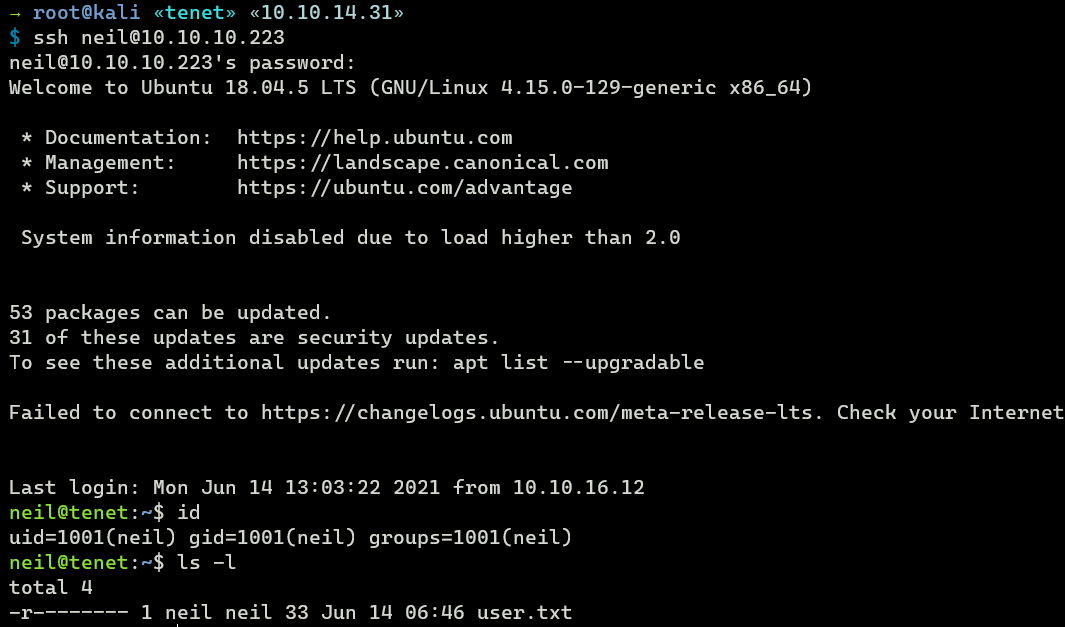 → root@kali «tenet» «10.10.14.31»
$ ssh neil@10.10.10.223
neil@10.10.10.223's password:
Welcome to Ubuntu 18.04.5 LTS (GNU/Linux 4.15.0-129-generic x86_64)
* Documentation:  https://help.ubuntu.com
* Management:     https://landscape.canonical.com
* Support:        https://ubuntu.com/advantage
System information disabled due to load higher than 2.0
53 packages can be updated.
31 of these updates are security updates.
To see these additional updates run: apt list --upgradable
Failed to connect to https://changelogs.ubuntu.com/meta-release-lts. Check your Internet
Last login: Mon Jun 14 13:03:22 2021 from 10.10.16.12
neil@tenet:~$ id
uid=1001(neil) gid=1001(neil) groups=1001(neil)
neil@tenet:~$ ls -l
total 4
-r-------- 1 neil neil 33 Jun 14 06:46 user.txt